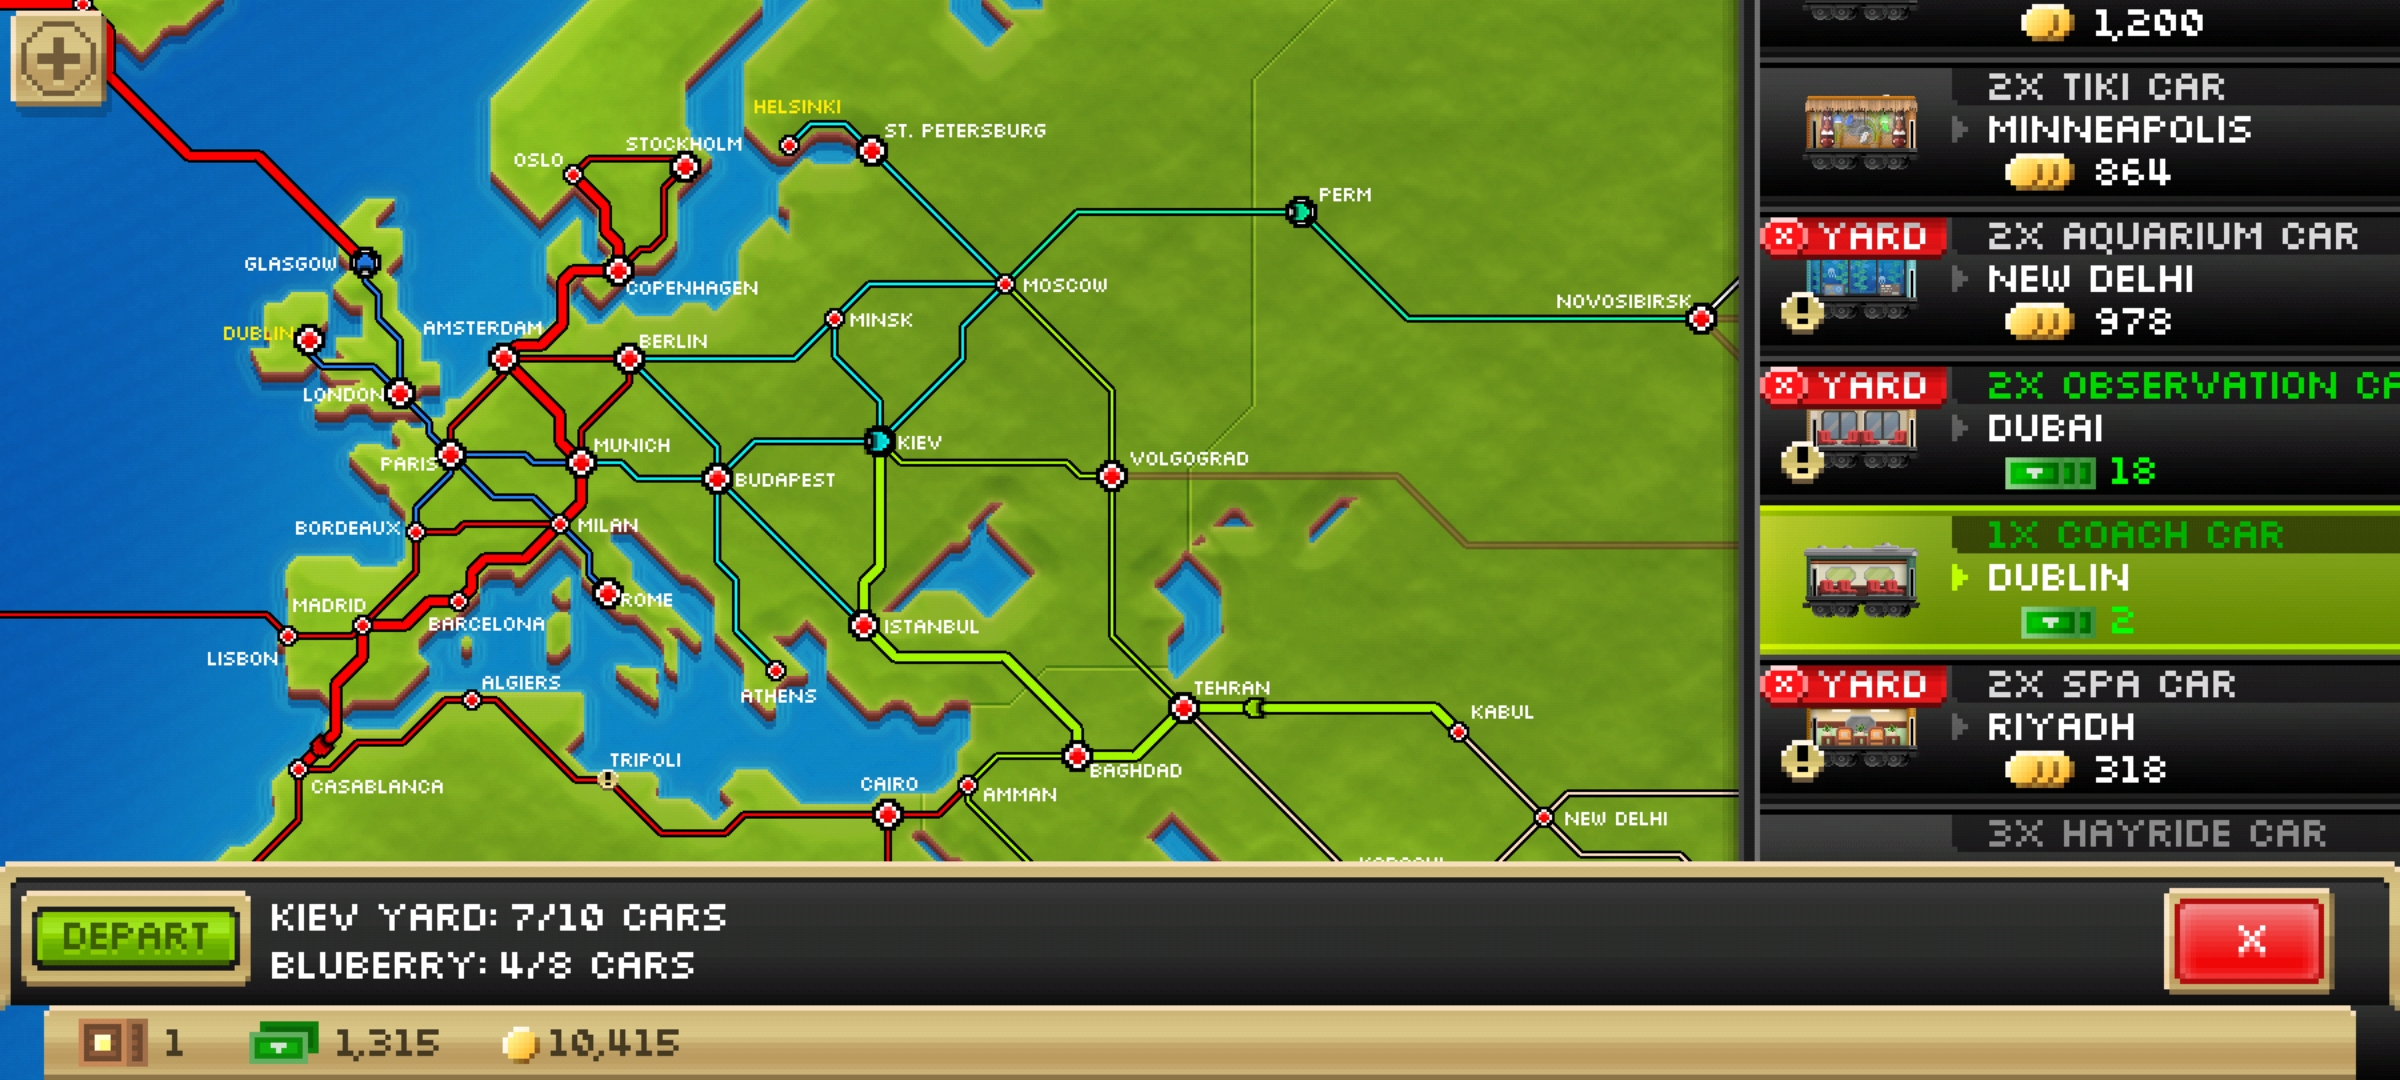 1,200
2X TIKI CAR
MINNEAPOLIS
864
YARD
2X AQUARIUM CAR
NEW DELHI
978
YARD
2X OBSERVATION CA
DUBAI
18
1X COACH CAR
DUBLIN
2
YARD
2X SPA CAR
RIYADH
318
3X HAYRIDE CAR
HELSINKI
ST. PETERSBURG
STOCKHOLM
OSLO
PERM
GLASGOW
COPENHAGEN
MOSCOW
NOVOSIBIRSK
DUBLIN
AMSTERDAM
BERLIN
MINSK
LONDON
PARIS
MUNICH
KIEV
VOLGOGRAD
BUDAPEST
BORDEAUX
MILAN
MADRID
BARCELONA
ROME
ISTANBUL
LISBON
ALGIERS
ATHENS
TEHRAN
KABUL
TRIPOLI
CASABLANCA
CAIRO
BAGHDAD
AMMAN
NEW DELHI
DEPART
KIEV YARD: 7/10 CARS
BLUBERRY: 4/8 CARS
X
1
1,315
10,415